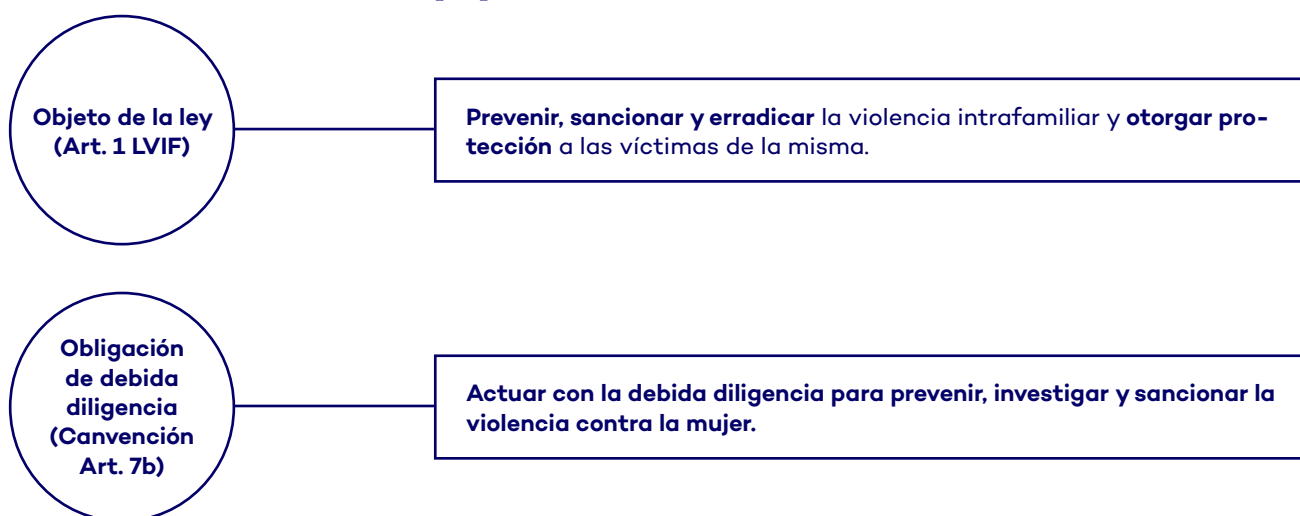 Objeto de la ley
(Art. 1 LVIF)
Prevenir, sancionar y erradicar la violencia intrafamiliar y otorgar pro-
tección a las víctimas de la misma.
Obligación
de debida
diligencia
(Canvención
Art. 7b)
Actuar con la debida diligencia para prevenir, investigar y sancionar la
violencia contra la mujer.